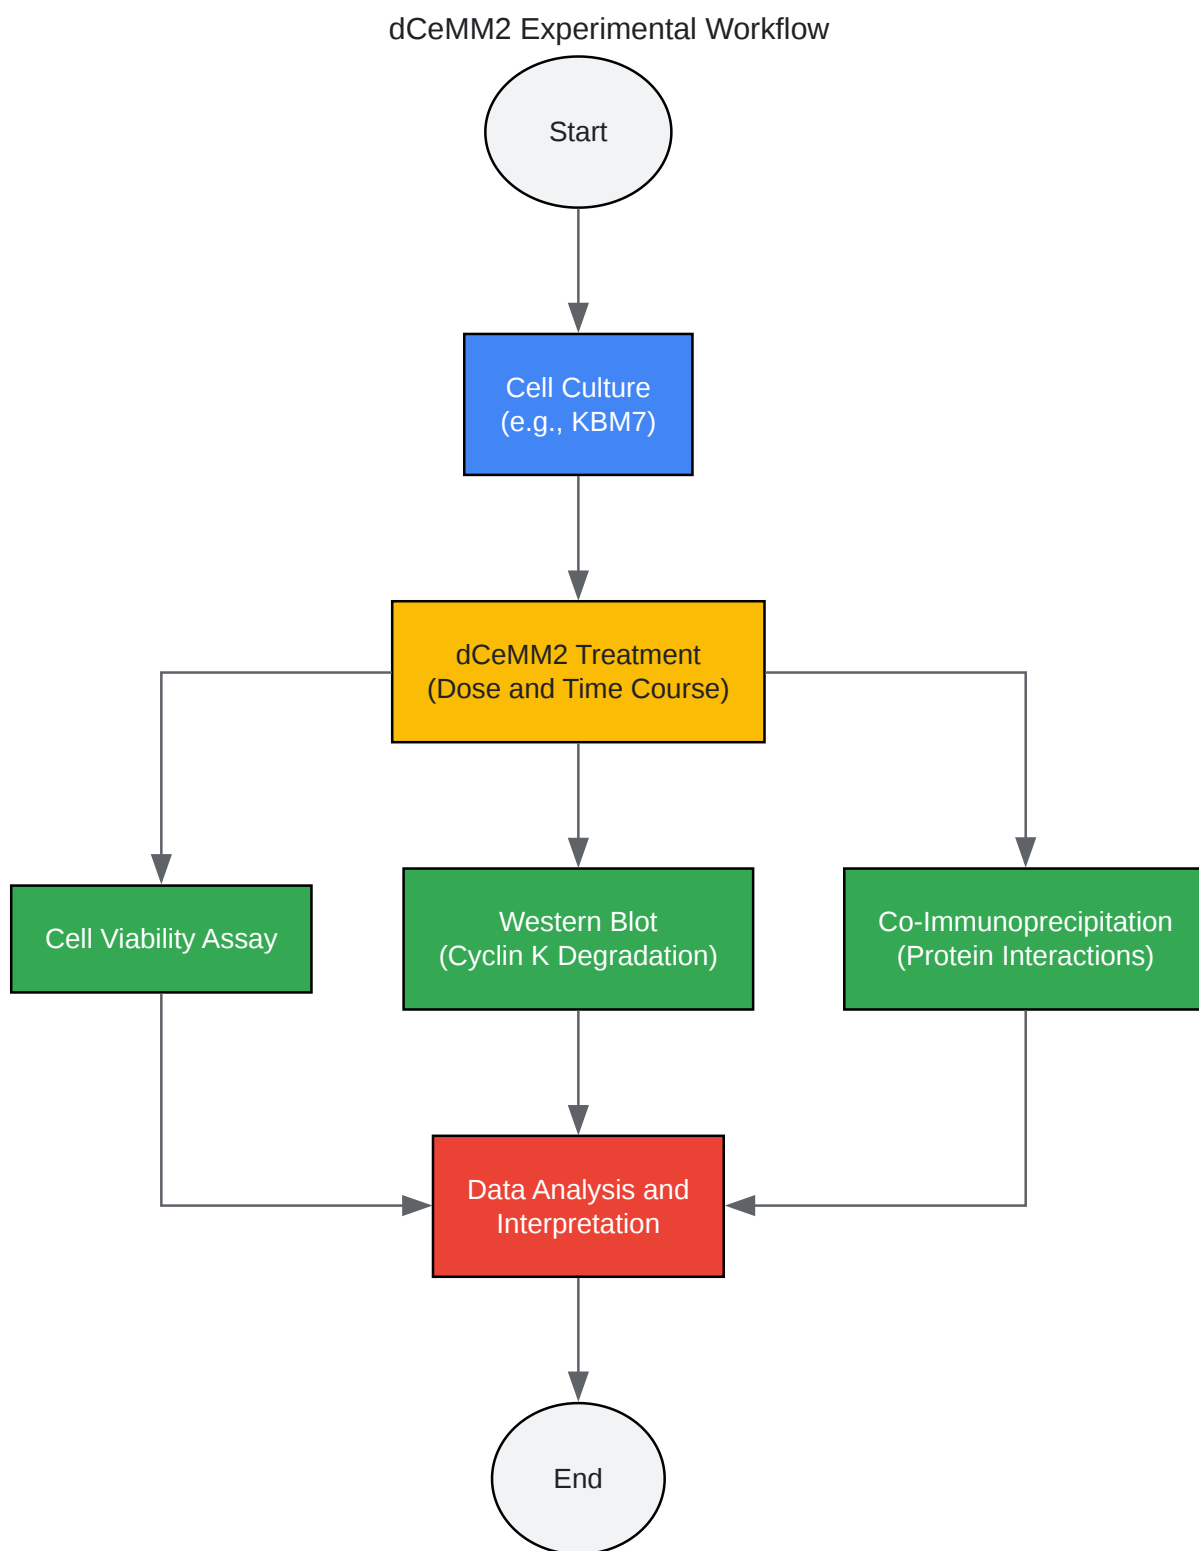 dCeMM2 Experimental Workflow
Start
Cell Culture
(e.g., KBM7)
dCeMM2 Treatment
(Dose and Time Course)
Cell Viability Assay
Western Blot
(Cyclin K Degradation)
Co-Immunoprecipitation
(Protein Interactions)
Data Analysis and
Interpretation
End